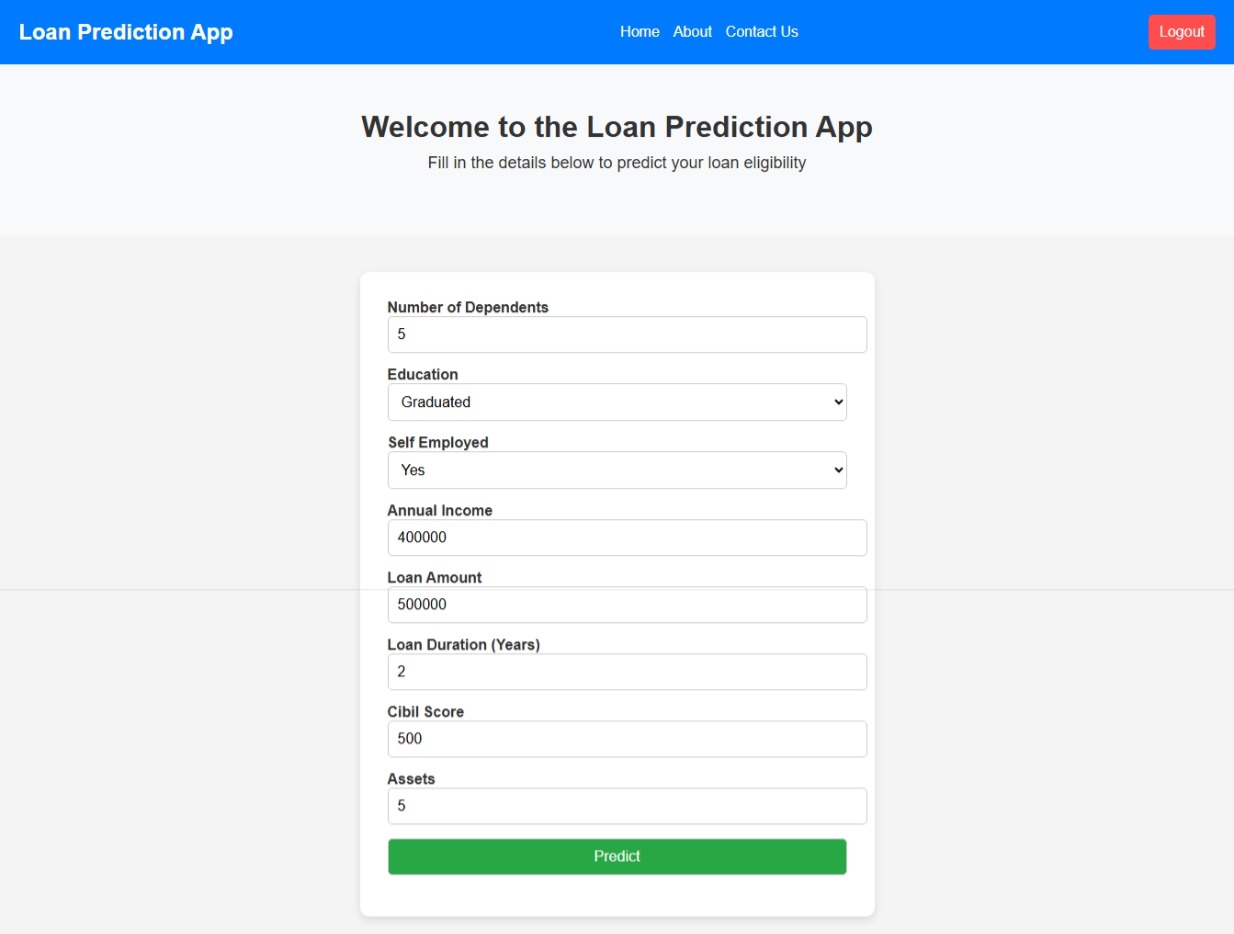 Loan Prediction App
Home About Contact Us
Logout
Welcome to the Loan Prediction App
Fill in the details below to predict your loan eligibility
Number of Dependents
5
Education
Graduated
Self Employed
Yes
Annual Income
400000
Loan Amount
500000
Loan Duration (Years)
2
Cibil Score
500
Assets
5
Predict